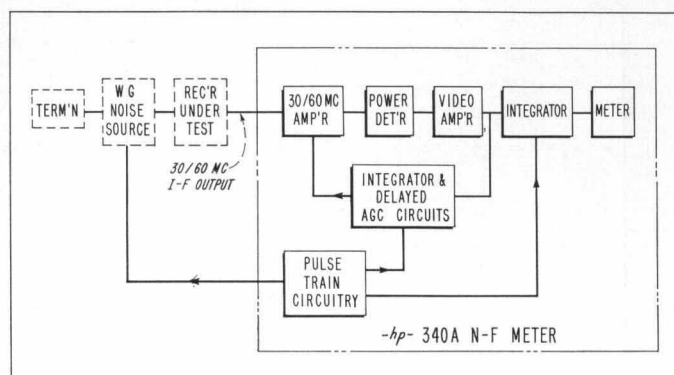 TERM'N
W G
NOISE
SOURCE
REC'R
UNDER
TEST
30/60 MC
I-F OUTPUT
30/60 MC
AMP'R
POWER
DET'R
VIDEO
AMP'R
INTEGRATOR
METER
INTEGRATOR &
DELAYED
AGC CIRCUITS
PULSE
TRAIN
CIRCUITRY
-hp- 340A N-F METER